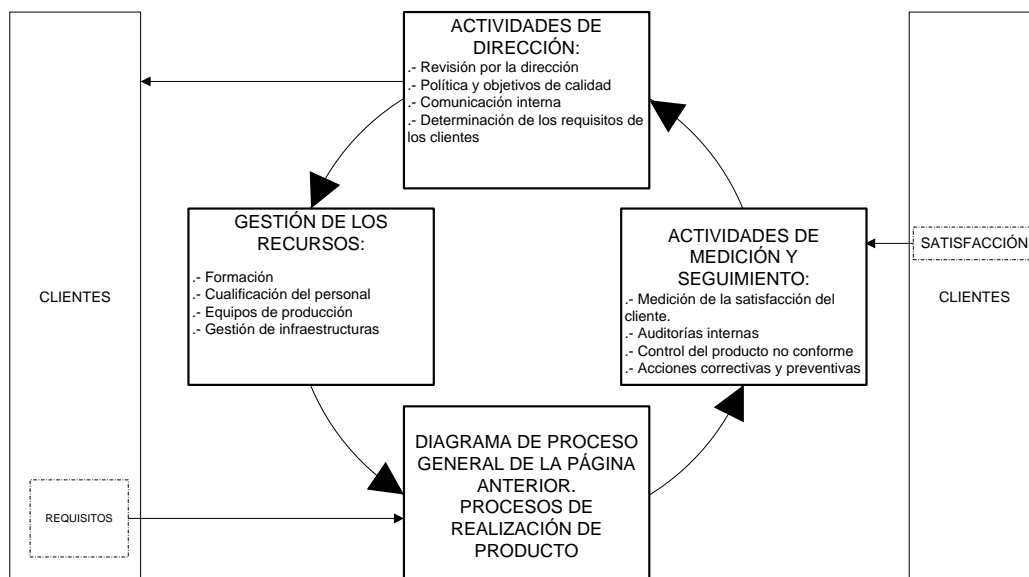 ACTIVIDADES DE
DIRECCIÓN:
.- Revisión por la dirección
.- Política y objetivos de calidad
.- Comunicación interna
.- Determinación de los requisitos de
los clientes
GESTIÓN DE LOS
RECURSOS:
.- Formación
.- Cualificación del personal
.- Equipos de producción
.- Gestión de infraestructuras
ACTIVIDADES DE
MEDICIÓN Y
SEGUIMIENTO:
.- Medición de la satisfacción del
cliente.
.- Auditorías internas
.- Control del producto no conforme
.- Acciones correctivas y preventivas
SATISFACCIÓN
CLIENTES
CLIENTES
DIAGRAMA DE PROCESO
GENERAL DE LA PÁGINA
ANTERIOR.
PROCESOS DE
REALIZACIÓN DE
PRODUCTO
REQUISITOS